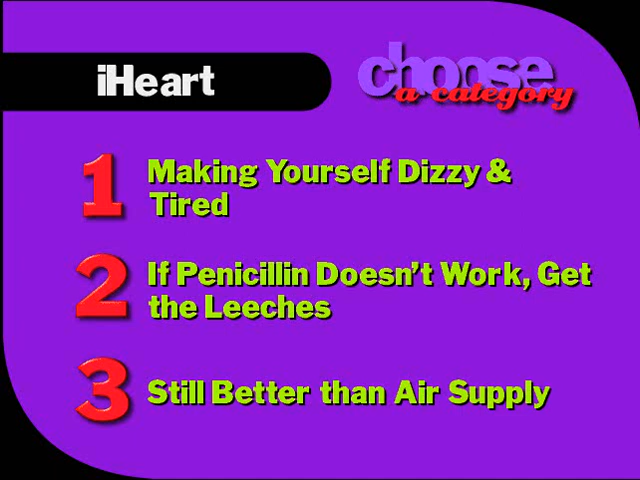 iHeart
choose
a category
1
Making Yourself Dizzy &
Tired
2
If Penicillin Doesn't Work, Get
the Leeches
3
Still Better than Air Supply